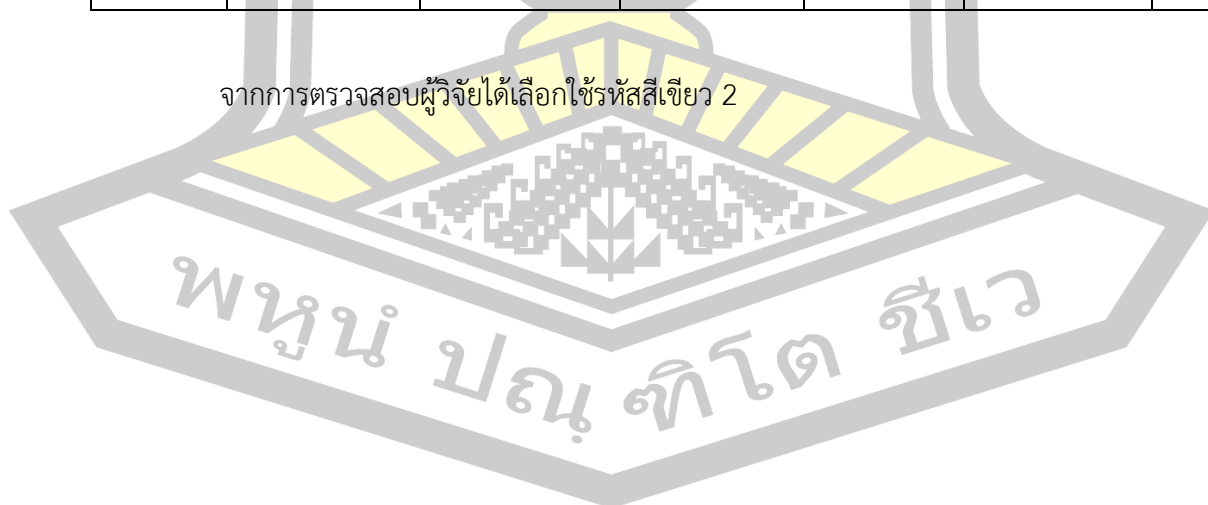 จากการตรวจสอบผู้วิจัยได้เลือกใช้รหัสสีเขียว 2
พหูนํ ปณฺฑิโต ชีเว